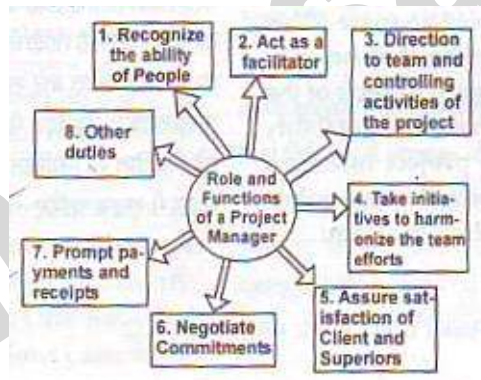 1. Recognize
the ability
of People
2. Act as a
facilitator
3. Direction
to team and
controlling
activities of
the project
8. Other
duties
Role and
Functions
of a Project
Manager
4. Take initia-
tives to harm-
onize the team
efforts
7. Prompt pa-
yments and
receipts
6. Negotiate
Commitments
5. Assure sat-
isfaction of
Client and
Superiors